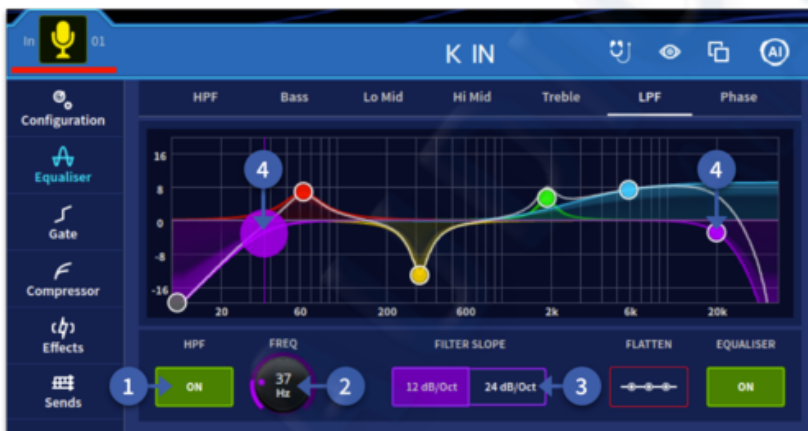 In 01
K IN
AI
HPF Bass Lo Mid Hi Mid Treble LPF Phase
Configuration
Equaliser
Gate
Compressor
Effects
Sends
16
8
0
-8
-16
4 4
20 60 200 600 2k 6k 20k
HPF FREQ FILTER SLOPE FLATTEN EQUALISER
1 ON 37 Hz 2 12 dB/Oct 24 dB/Oct 3 ON